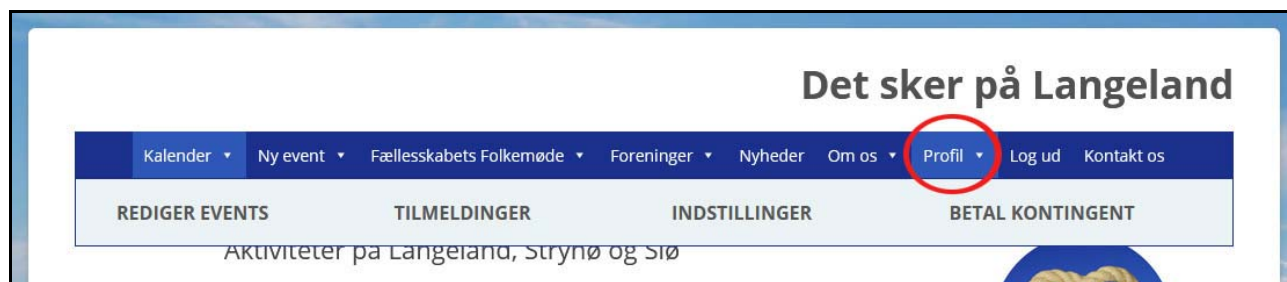 Det sker på Langeland
Kalender Ny event Fællesskabets Folkemøde Foreninger Nyheder Om os Profil Log ud Kontakt os
REDIGER EVENTS TILMELDINGER INDSTILLINGER BETAL KONTINGENT
Aktiviteter på Langeland, Strynø og Siø